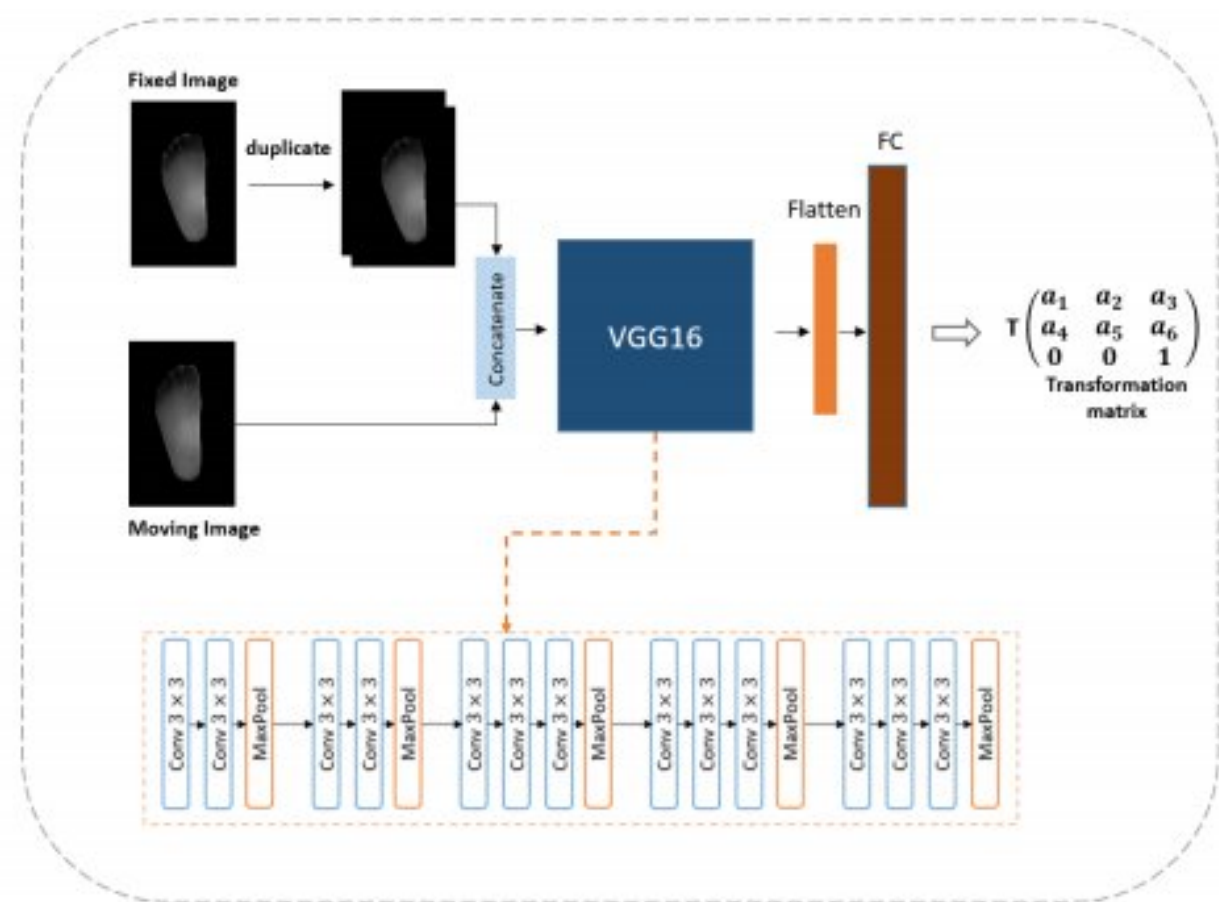 Fixed Image
duplicate
Moving Image
Concatenate
VGG16
Flatten
FC
T
a₁ a₂ a₃
a₄ a₅ a₆
0 0 1
Transformation
matrix
Conv 3 × 3
Conv 3 × 3
MaxPool
Conv 3 × 3
Conv 3 × 3
MaxPool
Conv 3 × 3
Conv 3 × 3
Conv 3 × 3
MaxPool
Conv 3 × 3
Conv 3 × 3
Conv 3 × 3
MaxPool
Conv 3 × 3
Conv 3 × 3
Conv 3 × 3
MaxPool